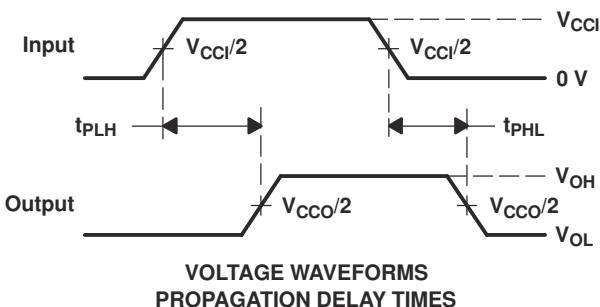 V_CCI
Input
V_CCI/2
V_CCI/2
0 V
t_PLH
t_PHL
V_OH
Output
V_CCO/2
V_CCO/2
V_OL
VOLTAGE WAVEFORMS
PROPAGATION DELAY TIMES